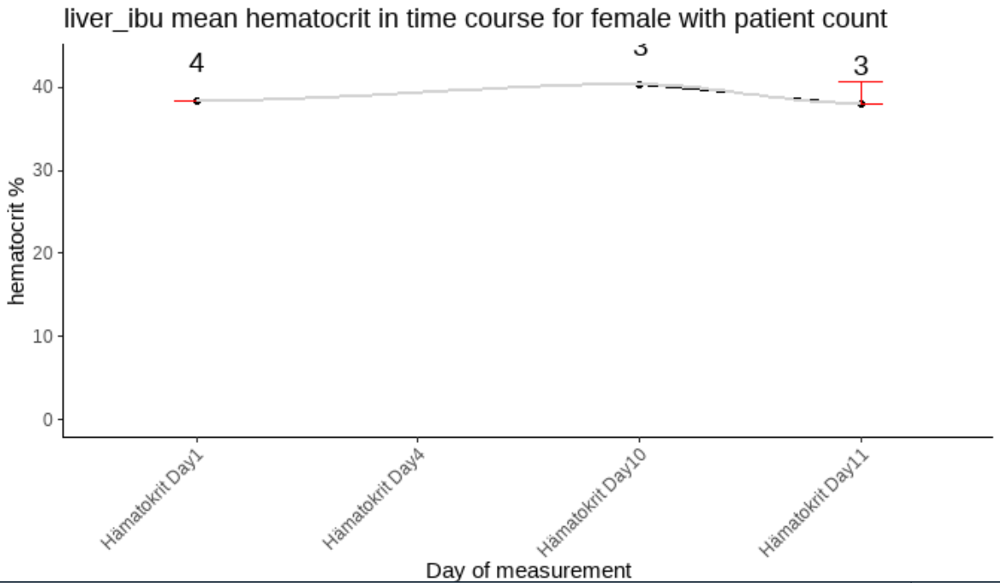 liver_ibu mean hematocrit in time course for female with patient count
4
3
3
40
30
20
10
0
hematocrit %
Hämatokrit Day1
Hämatokrit Day4
Hämatokrit Day10
Hämatokrit Day11
Day of measurement